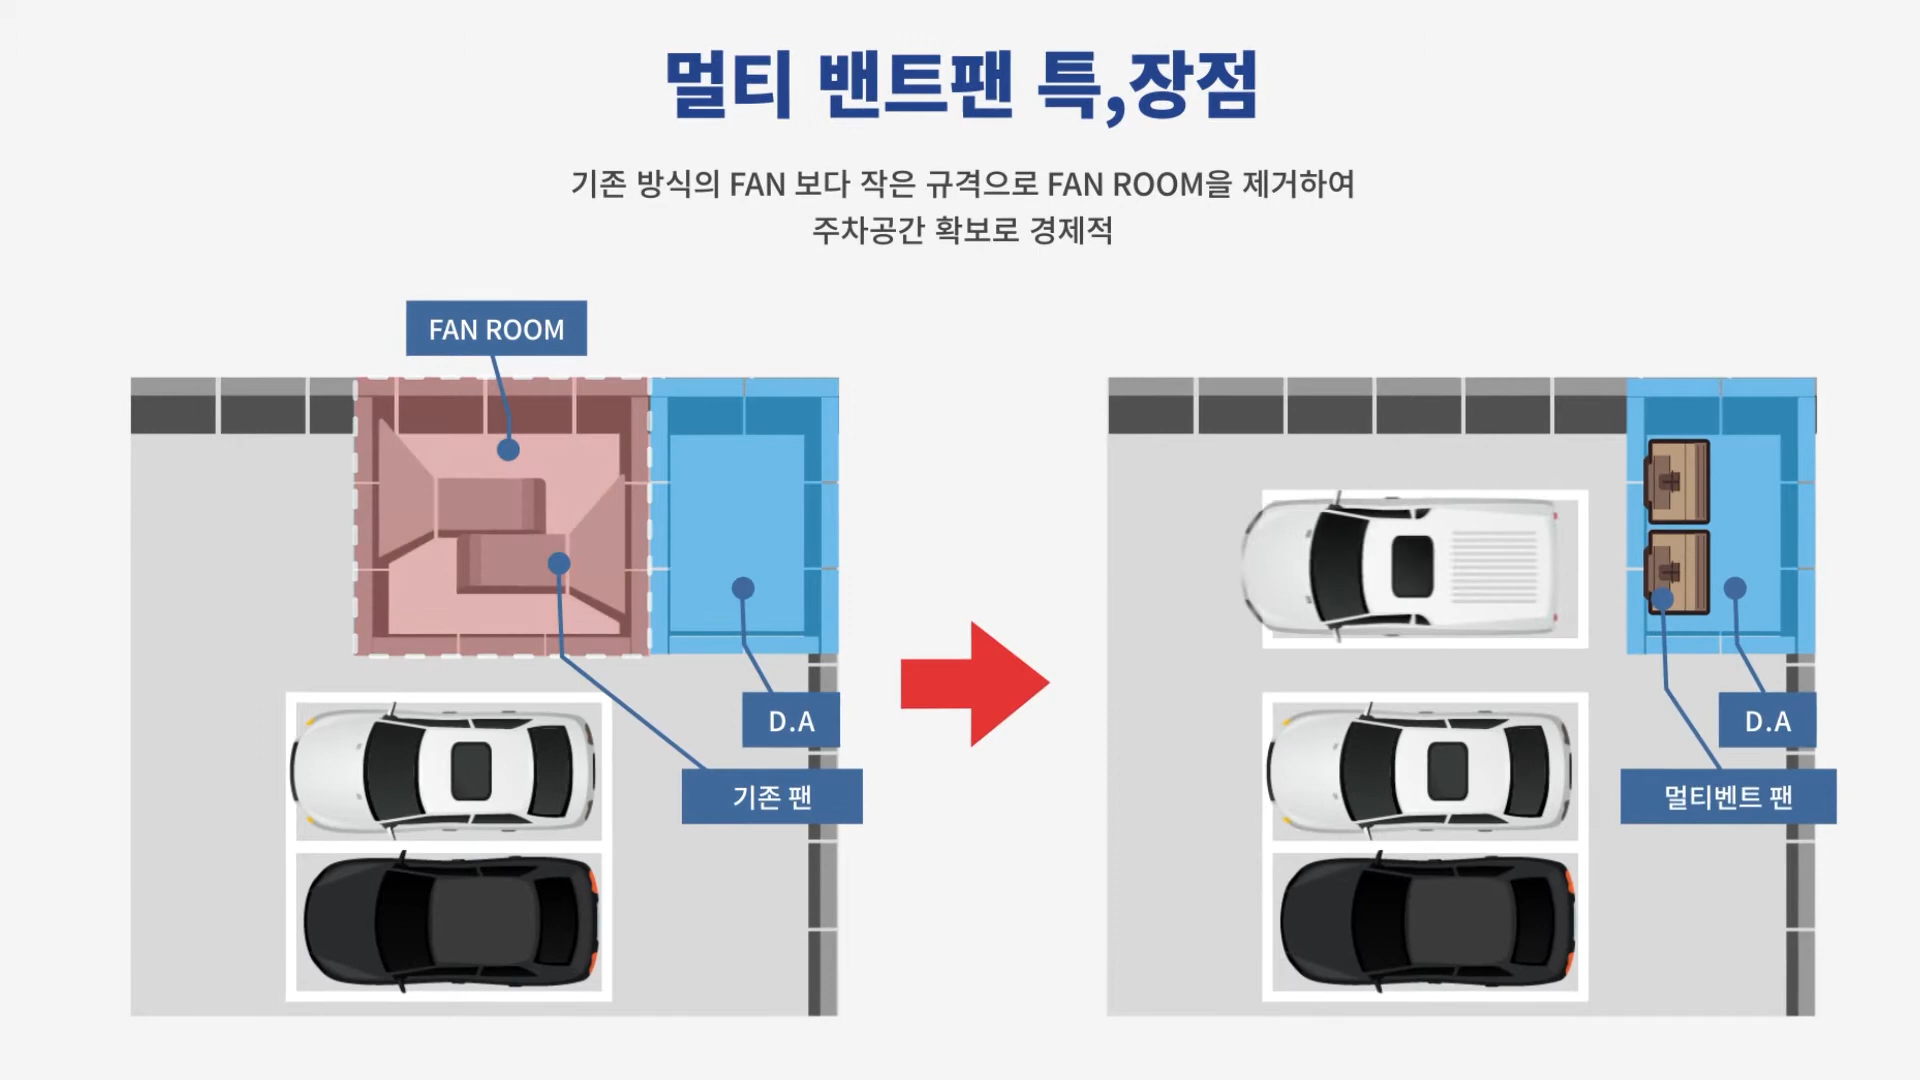 멀티 밴트팬 특,장점
기존 방식의 FAN 보다 작은 규격으로 FAN ROOM을 제거하여
주차공간 확보로 경제적
FAN ROOM
D.A
기존 팬
D.A
멀티벤트 팬